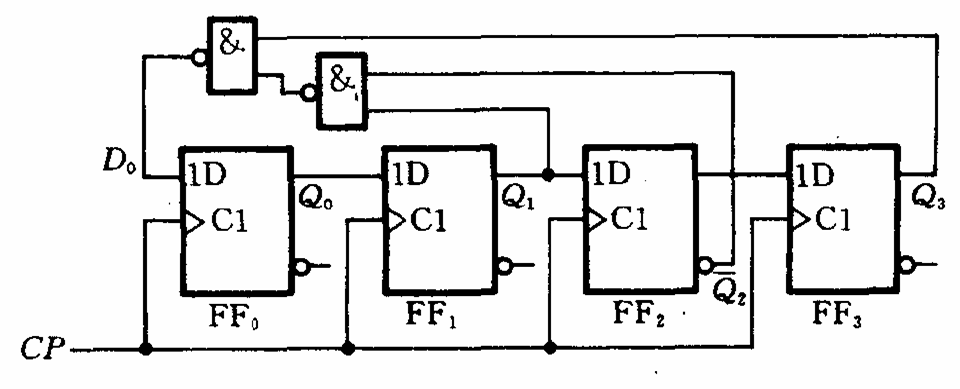 &
&
D₀ 1D Q₀ 1D Q₁ 1D 1D Q₃
C1 C1 C1 C1
Q̅₂
FF₀ FF₁ FF₂ FF₃
CP